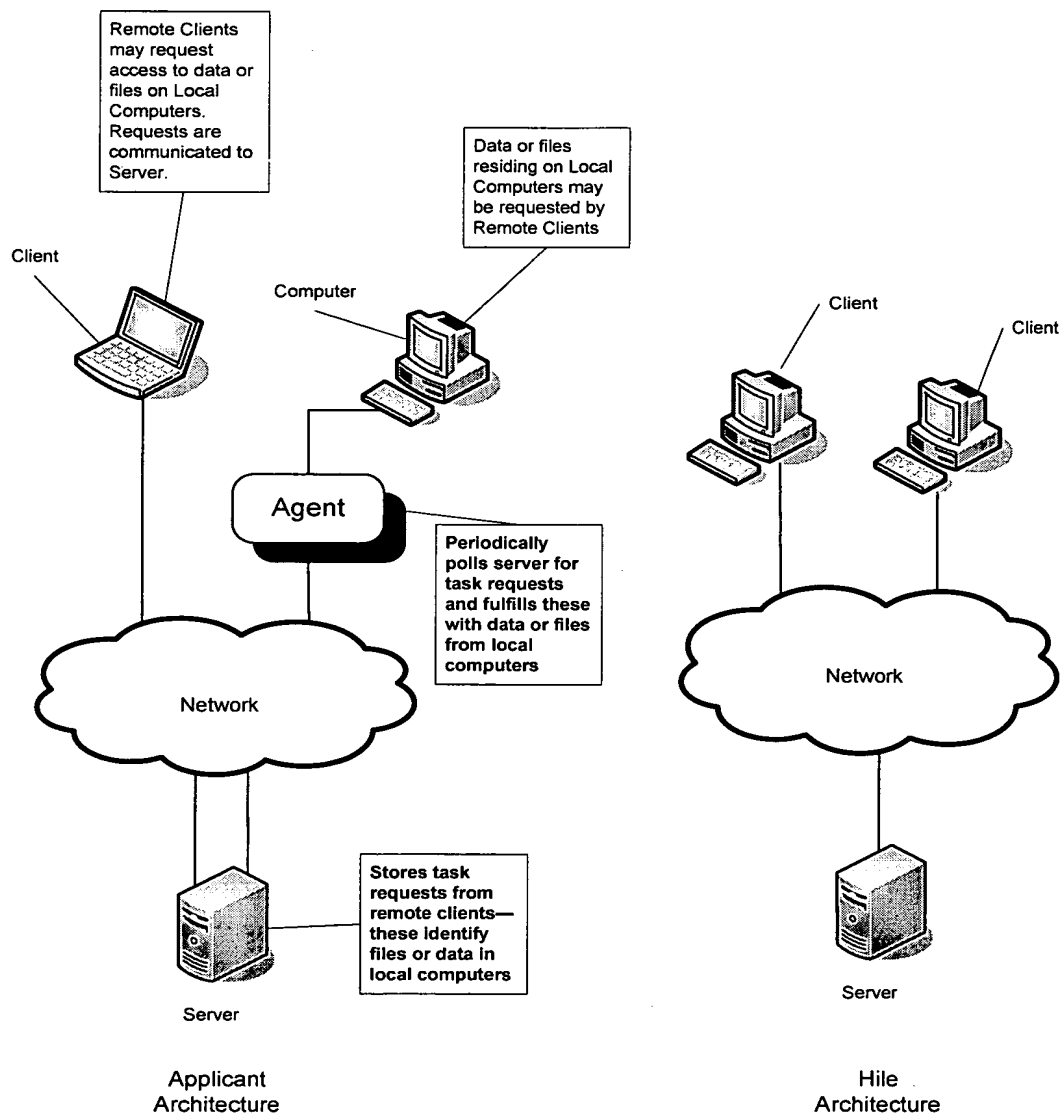 Remote Clients
may request
access to data or
files on Local
Computers.
Requests are
communicated to
Server.
Data or files
residing on Local
Computers may
be requested by
Remote Clients
Client
Computer
Client
Client
Agent
Periodically
polls server for
task requests
and fulfills these
with data or files
from local
computers
Network
Network
Stores task
requests from
remote clients—
these identify
files or data in
local computers
Server
Server
Applicant
Architecture
Hile
Architecture